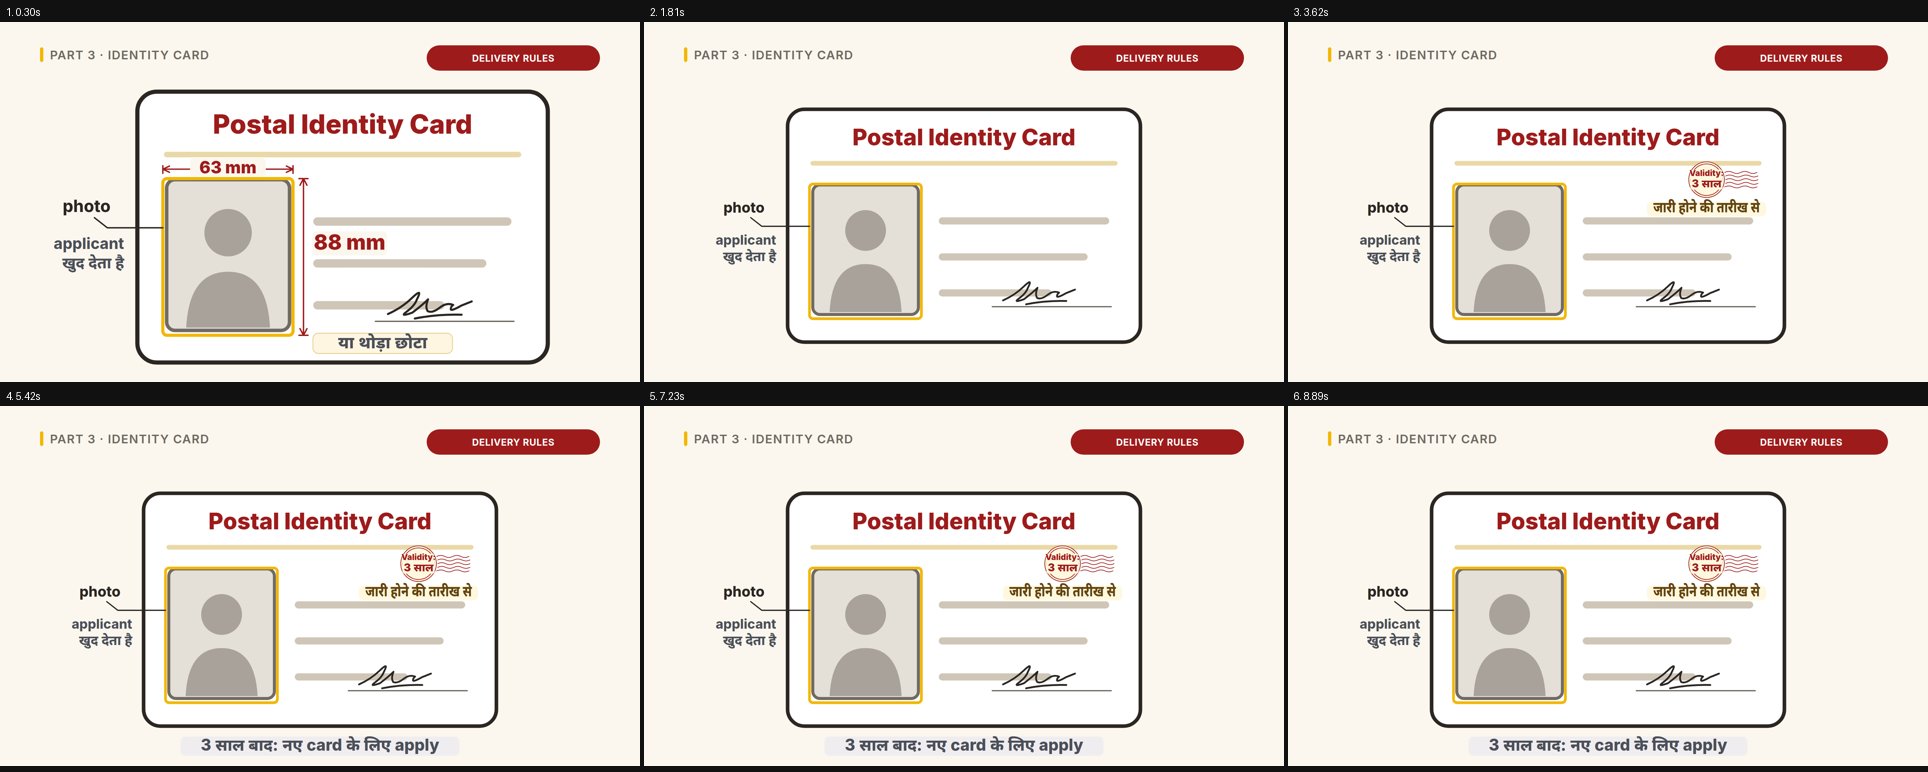 1. 0.30s
PART 3 · IDENTITY CARD
DELIVERY RULES
Postal Identity Card
63 mm
photo
applicant
खुद देता है
88 mm
या थोड़ा छोटा
2. 1.81s
PART 3 · IDENTITY CARD
DELIVERY RULES
Postal Identity Card
photo
applicant
खुद देता है
3. 3.62s
PART 3 · IDENTITY CARD
DELIVERY RULES
Postal Identity Card
Validity:
3 साल
जारी होने की तारीख से
photo
applicant
खुद देता है
4. 5.42s
PART 3 · IDENTITY CARD
DELIVERY RULES
Postal Identity Card
Validity:
3 साल
जारी होने की तारीख से
photo
applicant
खुद देता है
3 साल बाद: नए card के लिए apply
5. 7.23s
PART 3 · IDENTITY CARD
DELIVERY RULES
Postal Identity Card
Validity:
3 साल
जारी होने की तारीख से
photo
applicant
खुद देता है
3 साल बाद: नए card के लिए apply
6. 8.89s
PART 3 · IDENTITY CARD
DELIVERY RULES
Postal Identity Card
Validity:
3 साल
जारी होने की तारीख से
photo
applicant
खुद देता है
3 साल बाद: नए card के लिए apply